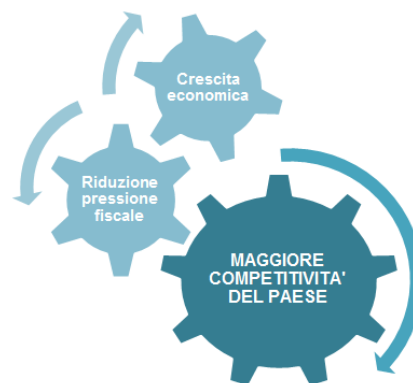 Crescita
economica
Riduzione
pressione
fiscale
MAGGIORE
COMPETITIVITA'
DEL PAESE